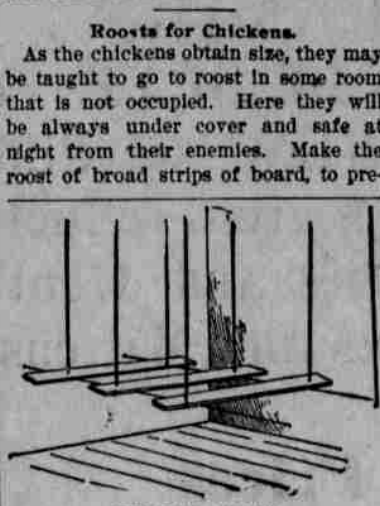 Roosts for Chickens.
As the chickens obtain size, they may
be taught to go to roost in some room
that is not occupied. Here they will
be always under cover and safe at
night from their enemies. Make the
roost of broad strips of board, to pre-